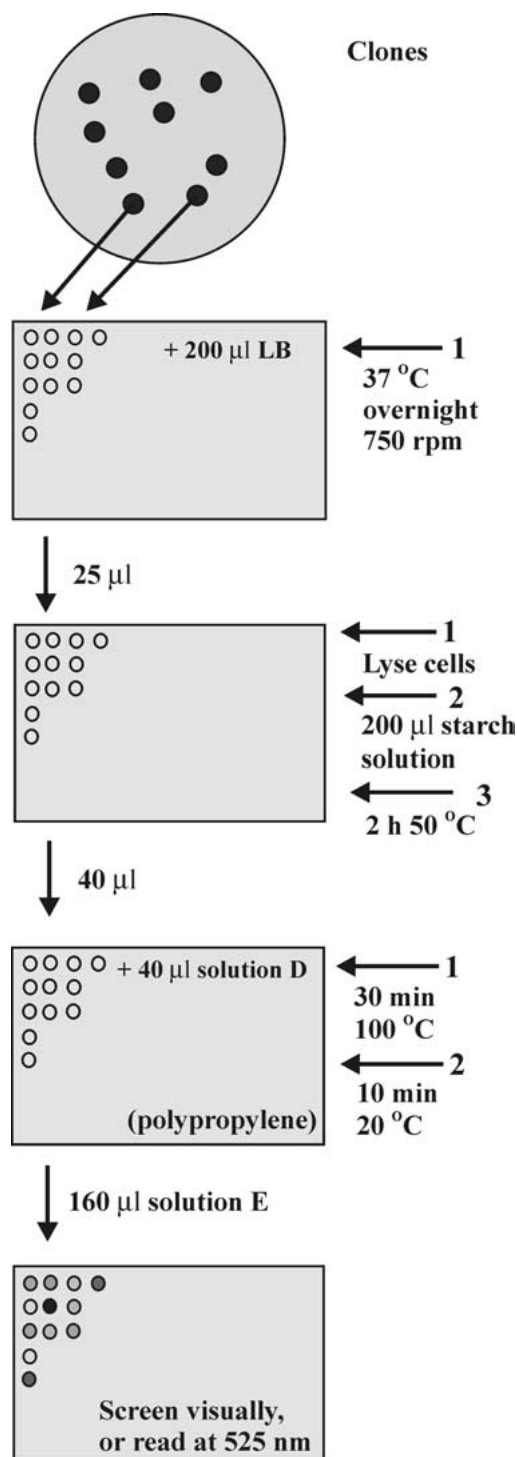 Clones
+ 200 µl LB
1
37 °C
overnight
750 rpm
25 µl
1
Lyse cells
2
200 µl starch
solution
3
2 h 50 °C
40 µl
+ 40 µl solution D
1
30 min
100 °C
2
10 min
20 °C
(polypropylene)
160 µl solution E
Screen visually,
or read at 525 nm